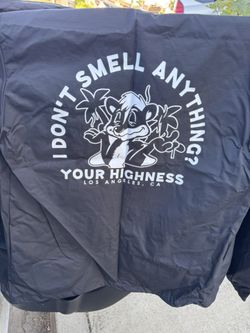 I DON'T SMELL ANYTHING?
YOUR HIGHNESS
LOS ANGELES, CA